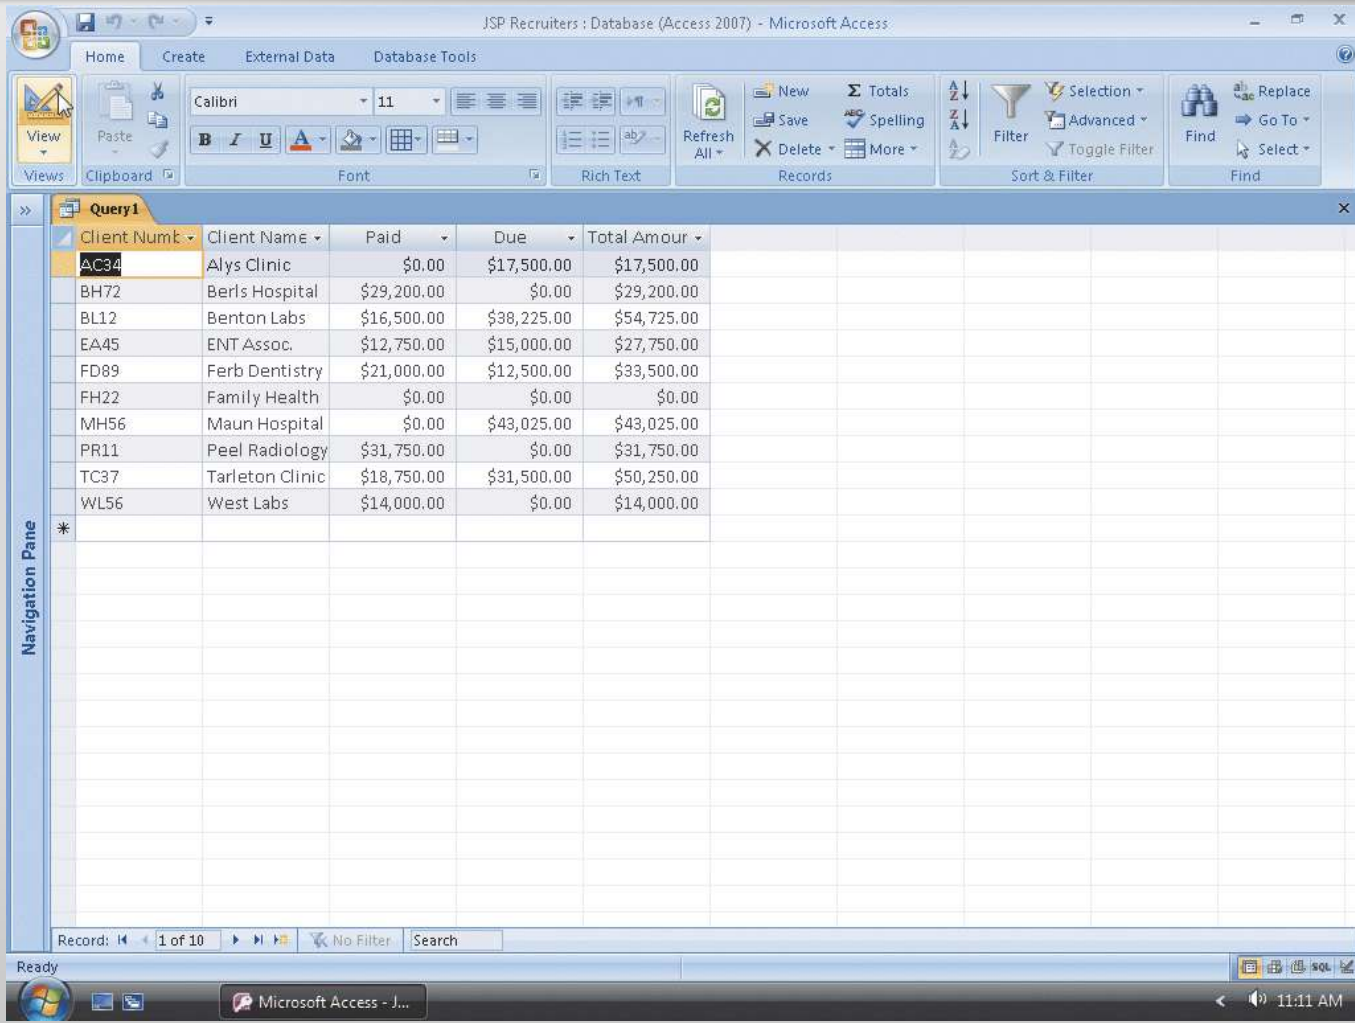 JSP Recruiters : Database (Access 2007) - Microsoft Access
Home Create External Data Database Tools
View
Views
Paste
Clipboard
Calibri 11
B I U A
Font
Rich Text
Refresh All
New Save Delete
Totals Spelling More
Records
Filter
Selection
Advanced
Toggle Filter
Sort & Filter
Find
Replace
Go To
Select
Find
Query1
Client Numb Client Name Paid Due Total Amour
AC34 Alys Clinic $0.00 $17,500.00 $17,500.00
BH72 Berls Hospital $29,200.00 $0.00 $29,200.00
BL12 Benton Labs $16,500.00 $38,225.00 $54,725.00
EA45 ENT Assoc. $12,750.00 $15,000.00 $27,750.00
FD89 Ferb Dentistry $21,000.00 $12,500.00 $33,500.00
FH22 Family Health $0.00 $0.00 $0.00
MH56 Maun Hospital $0.00 $43,025.00 $43,025.00
PR11 Peel Radiology $31,750.00 $0.00 $31,750.00
TC37 Tarleton Clinic $18,750.00 $31,500.00 $50,250.00
WL56 West Labs $14,000.00 $0.00 $14,000.00
Navigation Pane
Record: 1 of 10 No Filter Search
Ready SQL
Microsoft Access - J... 11:11 AM